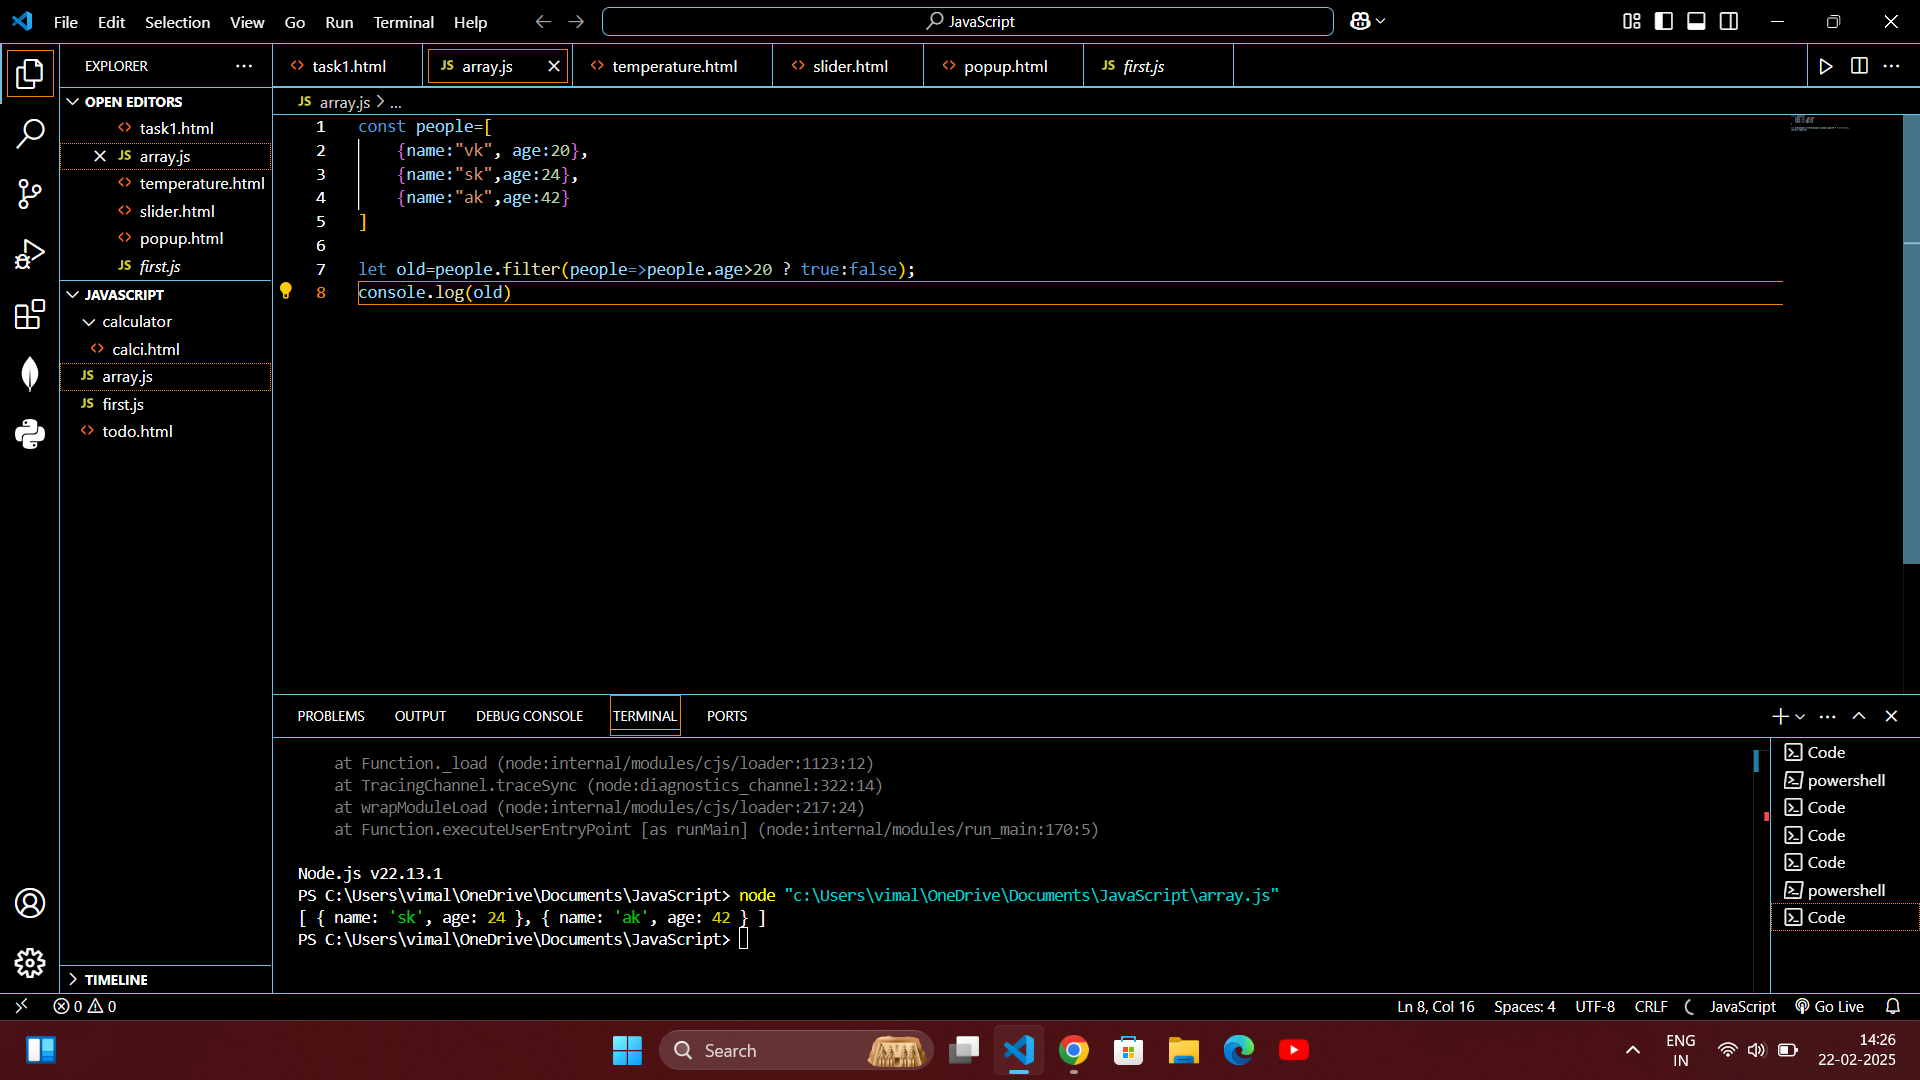 File Edit Selection View Go Run Terminal Help
JavaScript
EXPLORER
task1.html
JS array.js
temperature.html
slider.html
popup.html
JS first.js
OPEN EDITORS
task1.html
JS array.js
temperature.html
slider.html
popup.html
JS first.js
JAVASCRIPT
calculator
calci.html
JS array.js
JS first.js
todo.html
TIMELINE
JS array.js > ...
1 const people=[
2 {name:"vk", age:20},
3 {name:"sk",age:24},
4 {name:"ak",age:42}
5 ]
6
7 let old=people.filter(people=>people.age>20 ? true:false);
8 console.log(old)
PROBLEMS OUTPUT DEBUG CONSOLE TERMINAL PORTS
at Function._load (node:internal/modules/cjs/loader:1123:12)
at TracingChannel.traceSync (node:diagnostics_channel:322:14)
at wrapModuleLoad (node:internal/modules/cjs/loader:217:24)
at Function.executeUserEntryPoint [as runMain] (node:internal/modules/run_main:170:5)
Node.js v22.13.1
PS C:\Users\vimal\OneDrive\Documents\JavaScript> node "c:\Users\vimal\OneDrive\Documents\JavaScript\array.js"
[ { name: 'sk', age: 24 }, { name: 'ak', age: 42 } ]
PS C:\Users\vimal\OneDrive\Documents\JavaScript>
Code
powershell
Code
Code
Code
powershell
Code
0 0
Ln 8, Col 16 Spaces: 4 UTF-8 CRLF JavaScript Go Live
Search
ENG
IN
14:26
22-02-2025